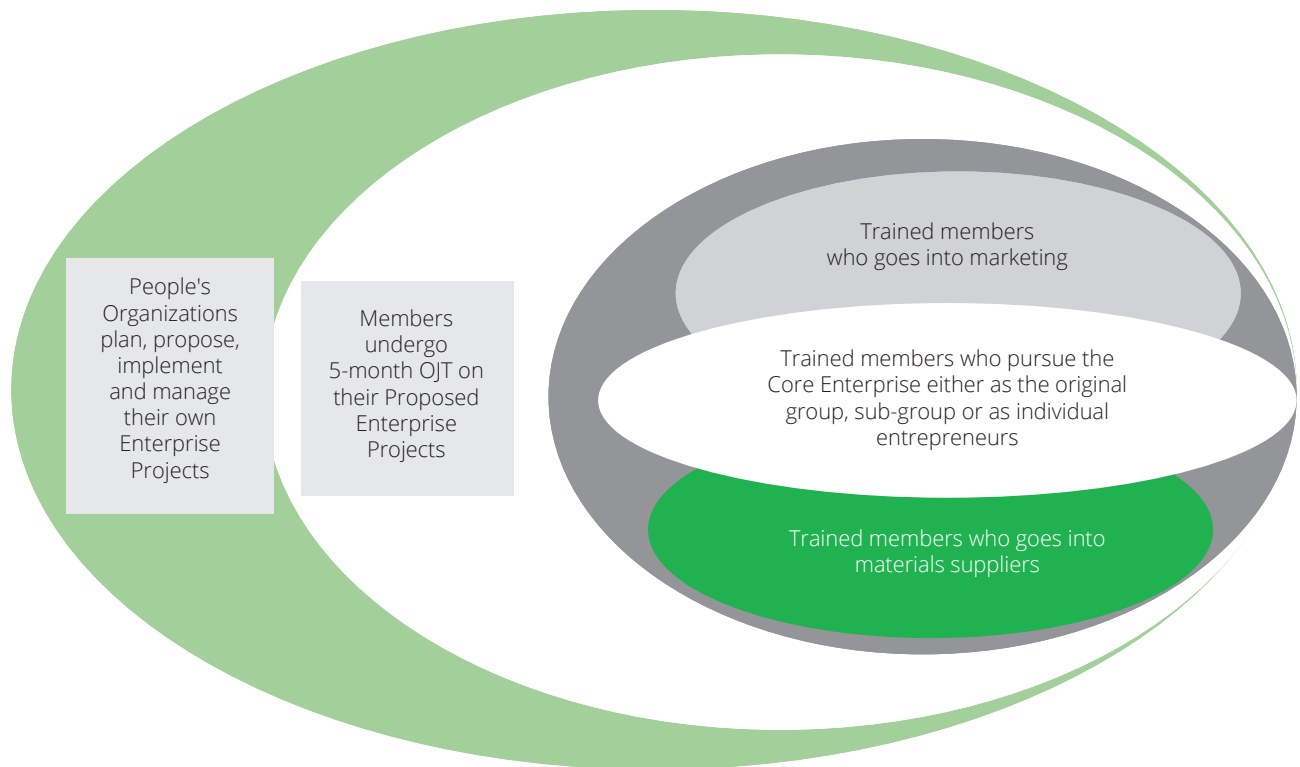 People's
Organizations
plan, propose,
implement
and manage
their own
Enterprise
Projects
Members
undergo
5-month OJT on
their Proposed
Enterprise
Projects
Trained members
who goes into marketing
Trained members who pursue the
Core Enterprise either as the original
group, sub-group or as individual
entrepreneurs
Trained members who goes into
materials suppliers